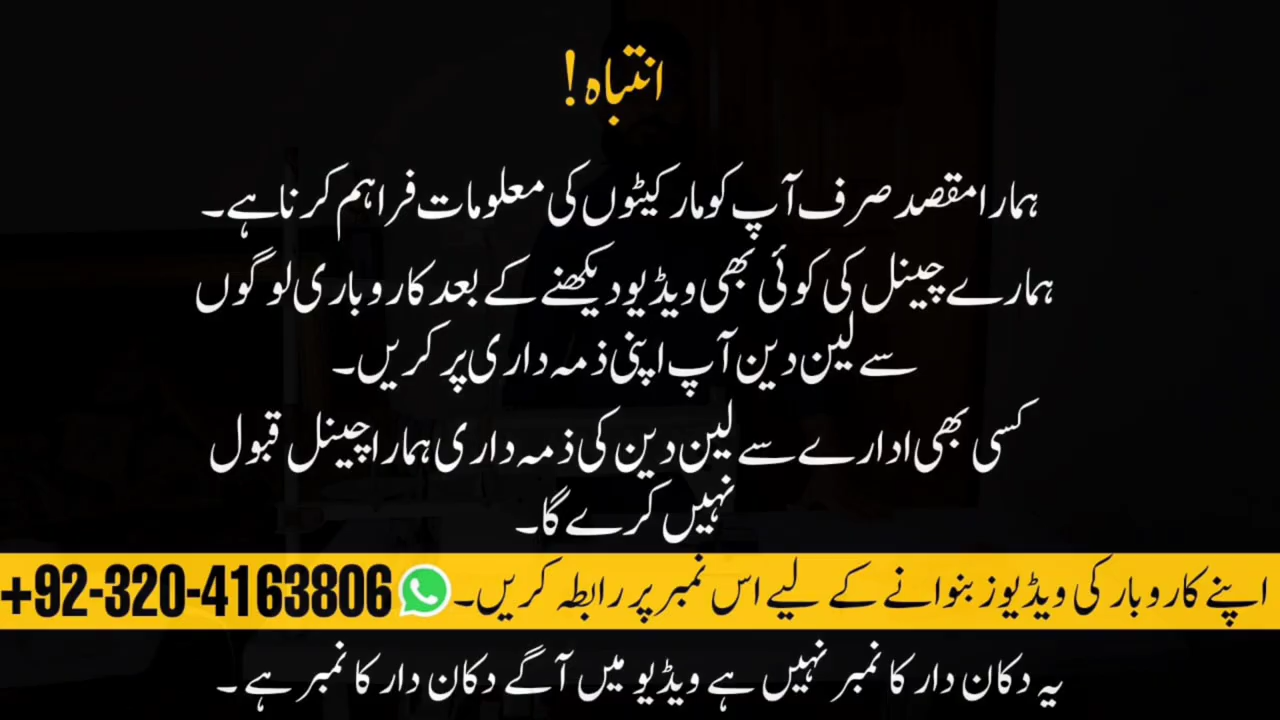 انتباہ !
ہمارا مقصد صرف آپ کو مارکیٹوں کی معلومات فراہم کرنا ہے۔
ہمارے چینل کی کوئی بھی ویڈیو دیکھنے کے بعد کاروباری لوگوں
سے لین دین آپ اپنی ذمہ داری پر کریں۔
کسی بھی ادارے سے لین دین کی ذمہ داری ہمارا چینل قبول
نہیں کرے گا۔
اپنے کاروبار کی ویڈیوز بنوانے کے لیے اس نمبر پر رابطہ کریں۔ +92-320-4163806
یہ دکان دار کا نمبر نہیں ہے ویڈیو میں آگے دکان دار کا نمبر ہے ۔